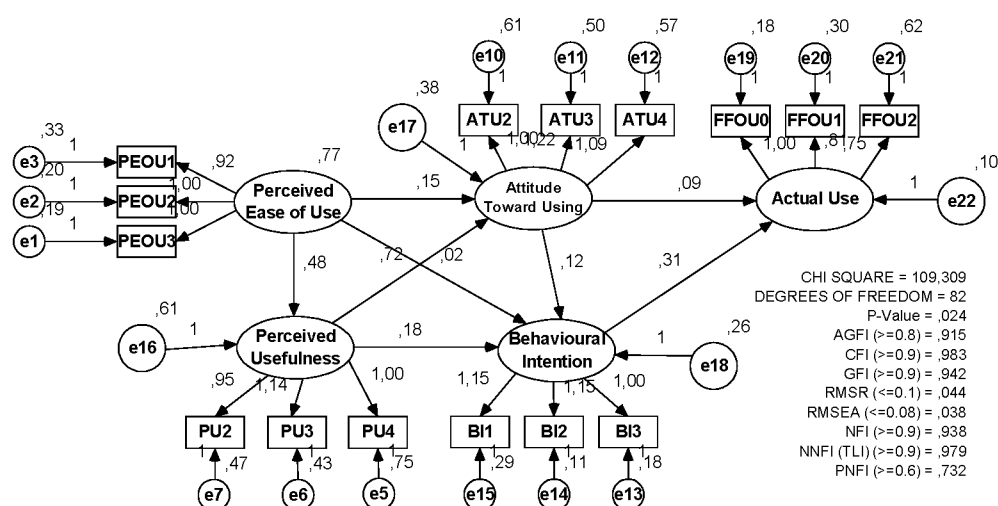 ,61 ,50 ,57 ,18 ,30 ,62
e10 e11 e12 e19 e20 e21
1 1 1 1 1 1
,38
e17
ATU2 ATU3 ATU4 FFOU0 FFOU1 FFOU2
1 1,00 1,22 1,09 1,00 ,81 ,75
,33
e3 1 PEOU1 ,92 ,77
,20
e2 1 PEOU2 1,00
,19
e1 1 PEOU3 1,00
Perceived
Ease of Use
,15
Attitude
Toward Using
,09
Actual Use
1 e22 ,10
,48 ,72 ,02 ,12 ,31
,61
e16 1
Perceived
Usefulness
,18
Behavioural
Intention
1 e18 ,26
,95 1,14 1,00 1,15 1,15 1,00
PU2 PU3 PU4 BI1 BI2 BI3
1 ,47 1 ,43 1 ,75 1 ,29 1 ,11 1 ,18
e7 e6 e5 e15 e14 e13
CHI SQUARE = 109,309
DEGREES OF FREEDOM = 82
P-Value = ,024
AGFI (>=0.8) = ,915
CFI (>=0.9) = ,983
GFI (>=0.9) = ,942
RMSR (<=0.1) = ,044
RMSEA (<=0.08) = ,038
NFI (>=0.9) = ,938
NNFI (TLI) (>=0.9) = ,979
PNFI (>=0.6) = ,732